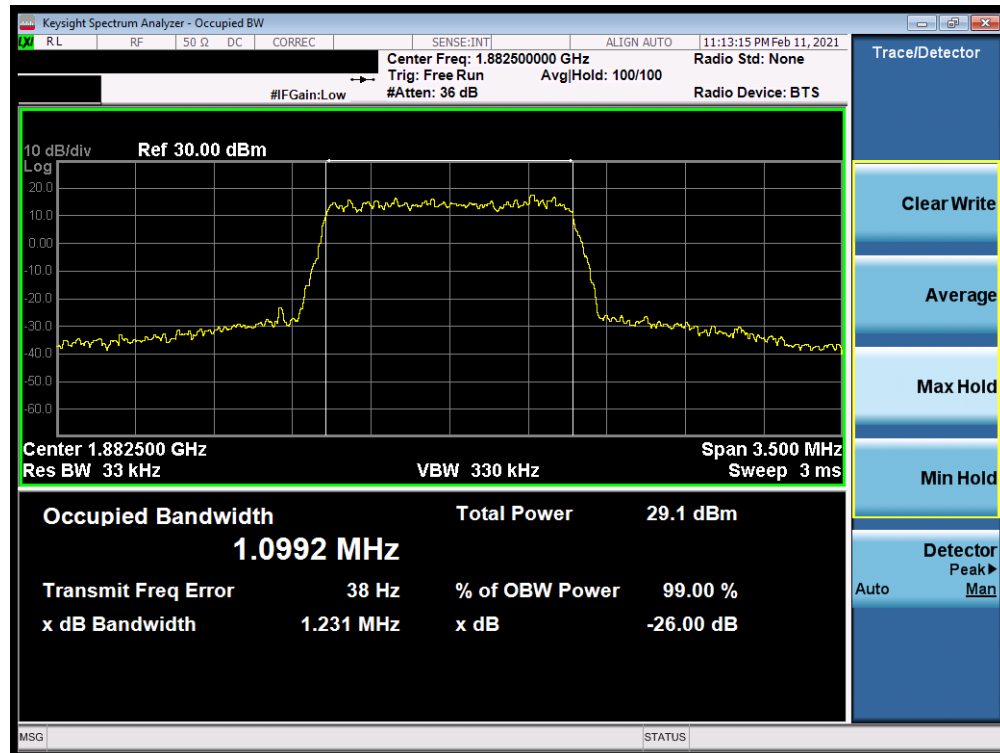 Keysight Spectrum Analyzer - Occupied BW
LXI RL RF 50 Ω DC CORREC SENSE:INT ALIGN AUTO 11:13:15 PM Feb 11, 2021
Center Freq: 1.882500000 GHz Radio Std: None
Trig: Free Run Avg|Hold: 100/100
#IFGain:Low #Atten: 36 dB Radio Device: BTS
10 dB/div Ref 30.00 dBm
Log
20.0
10.0
0.00
-10.0
-20.0
-30.0
-40.0
-50.0
-60.0
Center 1.882500 GHz Span 3.500 MHz
Res BW 33 kHz VBW 330 kHz Sweep 3 ms
Occupied Bandwidth Total Power 29.1 dBm
1.0992 MHz
Transmit Freq Error 38 Hz % of OBW Power 99.00 %
x dB Bandwidth 1.231 MHz x dB -26.00 dB
MSG STATUS
Trace/Detector
Clear Write
Average
Max Hold
Min Hold
Detector
Peak▶
Auto Man